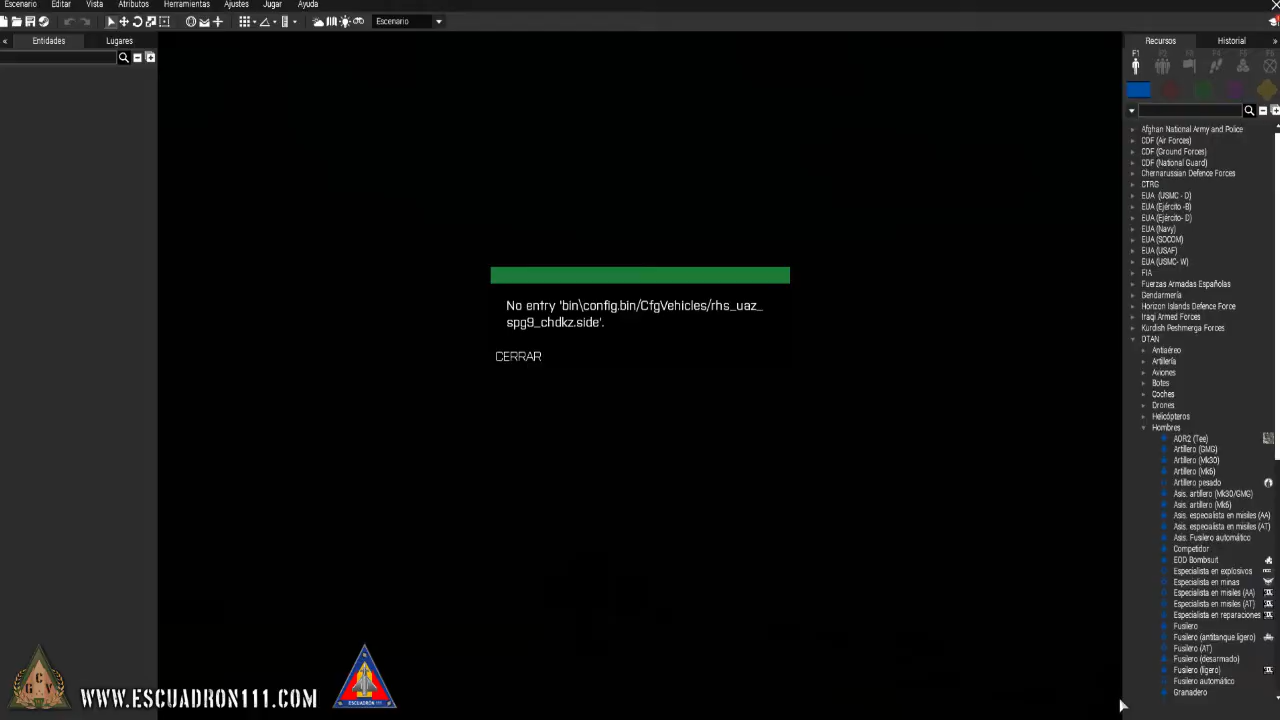 Escenario Editar Vista Atributos Herramientas Ajustes Jugar Ayuda
Escenario
« Entidades Lugares
Recursos Historial »
F1 F2 F3 F4 F5 F6
Afghan National Army and Police
CDF (Air Forces)
CDF (Ground Forces)
CDF (National Guard)
Chernarussian Defence Forces
CTRG
EUA (USMC - D)
EUA (Ejército -B)
EUA (Ejército- D)
EUA (Navy)
EUA (SOCOM)
EUA (USAF)
EUA (USMC- W)
FIA
Fuerzas Armadas Españolas
Gendarmería
Horizon Islands Defence Force
Iraqi Armed Forces
Kurdish Peshmerga Forces
OTAN
Antiaéreo
Artillería
Aviones
Botes
Coches
Drones
Helicópteros
Hombres
AOR2 (Tee)
Artillero (GMG)
Artillero (Mk30)
Artillero (Mk6)
Artillero pesado
Asis. artillero (Mk30/GMG)
Asis. artillero (Mk6)
Asis. especialista en misiles (AA)
Asis. especialista en misiles (AT)
Asis. Fusilero automático
Competidor
EOD Bombsuit
Especialista en explosivos
Especialista en minas
Especialista en misiles (AA)
Especialista en misiles (AT)
Especialista en reparaciones
Fusilero
Fusilero (antitanque ligero)
Fusilero (AT)
Fusilero (desarmado)
Fusilero (ligero)
Fusilero automático
Granadero
No entry 'bin\config.bin/CfgVehicles/rhs_uaz_
spg9_chdkz.side'.
CERRAR
C
G V
WWW.ESCUADRON111.COM
ESCUADRON 111